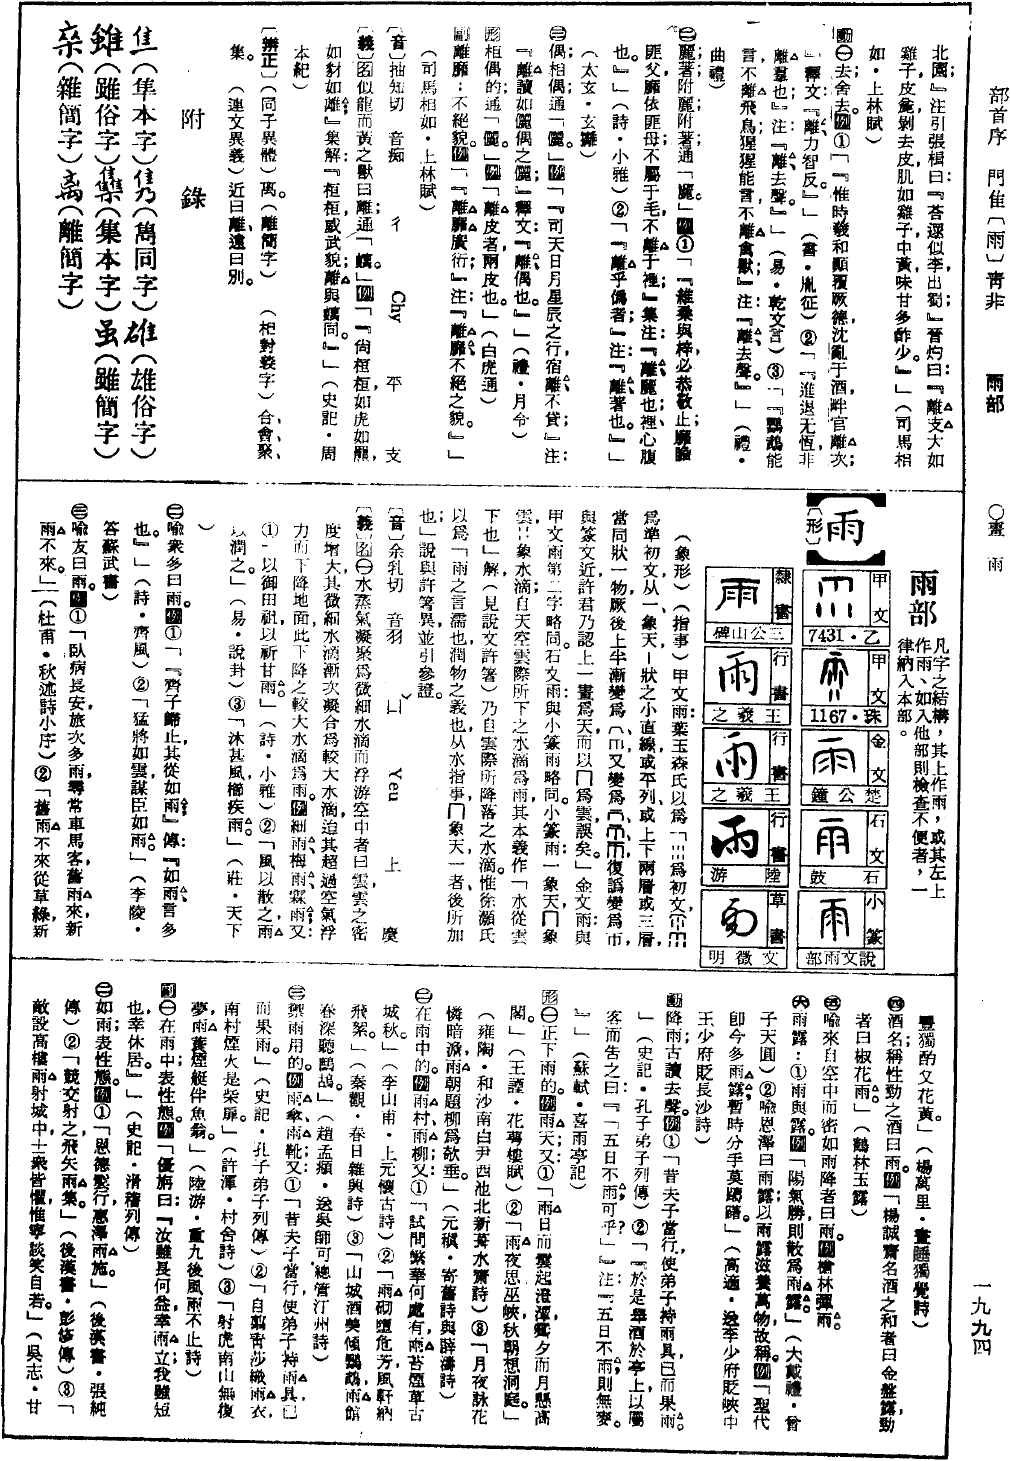 部首序　門隹〔雨〕靑非　　雨部　　○畫　雨
一九九四
北園；』注引張楫曰：『荅遝似李，出蜀。』晉灼曰：『離支大如
雞子，皮麤，剝去皮，肌如雞子中黃，味甘多酢少。』」（司馬相
如・上林賦）
㊀去；舍去。例①「『惟時羲和顚覆厥德，沈亂于酒，畔官離次；
』釋文：『離，力智反。』」（書・胤征）②「『進退无恆，非
離羣也。』注：『離，去聲。』」（易・乾文言）③「『鸚鵡能
言，不離飛鳥；猩猩能言，不離禽獸。』注：『離，去聲。』」（禮・
曲禮）
㊁麗著；附麗；附著；通「麗。」例①「『維桑與梓，必恭敬止；靡瞻
匪父，靡依匪母；不屬于毛，不離于裡。』集注：『離，麗也；裡，心腹
也。』」（詩・小雅）②「『離乎僞者。』注：『離，著也。』」
（太玄・玄攡）
㊂偶；相偶；通「儷。」例「『司天日月星辰之行，宿離不貸。』注：
『離讀如儷偶之儷。』釋文：『離，偶也。』」（禮・月令）
形相偶的；通「儷。」例「離皮者，兩皮也。」（白虎通）
副離靡：不絕貌。例「『離靡廣衍。』注：『離靡，不絕之貌。』」
（司馬相如・上林賦）
〔音〕抽知切　音痴　ㄔ　Chy　平　支
〔義〕名似龍而黃之獸曰離；通「螭。」例「『尙桓桓，如虎如羆，
如豺如離。』集解：『桓桓，威武貌；離與螭同。』」（史記・周
本紀）
〔辨正〕（同字異體）离。（離簡字）　（相對較字）合、會、聚、
集。　（連文異義）近曰離，遠曰別。
附　錄
隹（隼本字）隽（雋同字）（雄俗字）
（雖俗字）雧（集本字）虽（雖簡字）
（雜簡字）离（離簡字）
雨部　凡字之結構，其上作雨，或其左上
作雨、如入他部則檢查不便者，一
律納入本部。
雨
〔形〕
甲文　乙・7431
甲文　珠・1167
金文　楚公鐘
石文　石鼓
小篆　說文雨部
隸書　三公山碑
行書　王羲之
行書　王羲之
行書　陸游
草書　文徵明
（象形）（指事）甲文雨，葉玉森氏以爲「爲初文，
爲準初文，从一，象天，丨狀之小直線或平列、或上下兩層或三層，
當同狀一物，厥後上半漸變爲又變爲復譌變爲帀，
與篆文近，許君乃認上一畫爲天，而以冂爲雲，誤矣。」金文雨與
甲文雨第二字略同。石文雨與小篆雨略同。小篆雨：一象天，冂象
雲，象水滴自天空雲際所下之水滴爲雨，其本義作「水從雲
下也」解，（見說文許箸）乃自雲際所降落之水滴。惟徐灝氏
以爲「雨之言濡也，潤物之義也，从水，指事，冂象天，一者後所加
也」，說與許箸異，並引參證。
〔音〕余乳切　音羽　ㄩ　Yeu　上　麌
〔義〕名㊀水蒸氣凝聚爲微細水滴而浮游空中者曰雲，雲之密
度增大，其微細水滴漸次凝合爲較大水滴，迨其超過空氣浮
力而下降地面，此下降之較大水滴爲雨。例細雨、梅雨、霖雨；又：
①「以御田祖，以祈甘雨。」（詩・小雅）②「風以散之，雨
以潤之。」（易・說卦）③「沐甚風，櫛疾雨。」（莊・天下
）
㊁喩衆多曰雨。例①「『齊子歸止，其從如雨。』傳：『如雨，言多
也。』」（詩・齊風）②「猛將如雲，謀臣如雨。」（李陵・
答蘇武書）
㊂喩友曰雨。例①「臥病長安旅次，多雨，尋常車馬客，舊雨來，新
雨不來。」（杜甫・秋述詩小序）②「舊雨不來從草綠，新
豐獨酌又花黃。」（楊萬里・晝睡獨覺詩）
㊃酒名；稱性勁之酒曰雨。例「楊誠齋名酒之和者曰金盤露，勁
者曰椒花雨。」（鶴林玉露）
㊄喩來自空中而密如雨降者曰雨。例槍林彈雨。
㊅雨露：①雨與露。例「陽氣勝則散爲雨露。」（大戴禮・曾
子天圓）②喩恩澤曰雨露，以雨露滋養萬物，故稱。例「聖代
卽今多雨露，暫時分手莫躊躇。」（高適・送李少府貶峽中
王少府貶長沙詩）
動降雨；古讀去聲。例①「昔夫子當行，使弟子持雨具，已而果雨。
」（史記・孔子弟子列傳）②「『於是舉酒於亭上，以屬
客而告之曰：『『五日不雨，可乎？』』注：『五日不雨，則無麥。
』」（蘇軾・喜雨亭記）
形㊀正下雨的。例雨天；又：①「雨日而雲起澄潭，霽夕而月懸高
閣。」（王諲・花萼樓賦）②「雨夜思巫峽，秋朝想洞庭。」
（雍陶・和沙南白尹西池北新葺水齋詩）③「月夜詠花
憐暗澹，雨朝題柳爲欹垂。」（元稹・寄舊詩與薛濤詩）
㊁在雨中的。例雨村、雨柳；又：①「試問繁華何處有，雨苔煙草古
城秋。」（李山甫・上元懷古詩）②「雨砌墮危芳，風軒納
飛絮。」（秦觀・春日雜興詩）③「山城酒美傾鸚鵡，雨館
春深聽鷓鴣。」（趙孟頫・送吳師可總管汀州詩）
㊂禦雨用的。例雨傘、雨靴；又：①「昔夫子當行，使弟子持雨具，已
而果雨。」（史記・孔子弟子列傳）②「自翦靑莎織雨衣，
南村煙火是柴扉。」（許渾・村舍詩）③「射虎南山無復
夢，雨蓑煙艇伴魚翁。」（陸游・重九後風雨不止詩）
副㊀在雨中，表性態。例「優旃曰：『汝雖長，何益，幸雨立；我雖短
也，幸休居。』」（史記・滑稽列傳）
㊁如雨，表性態。例①「恩德雲行，惠澤雨施。」（後漢書・張純
傳）②「競交射之，飛矢雨集。」（後漢書・彭修傳）③「
敵設高樓，雨射城中，士衆皆懼，惟寧談笑自若。」（吳志・甘